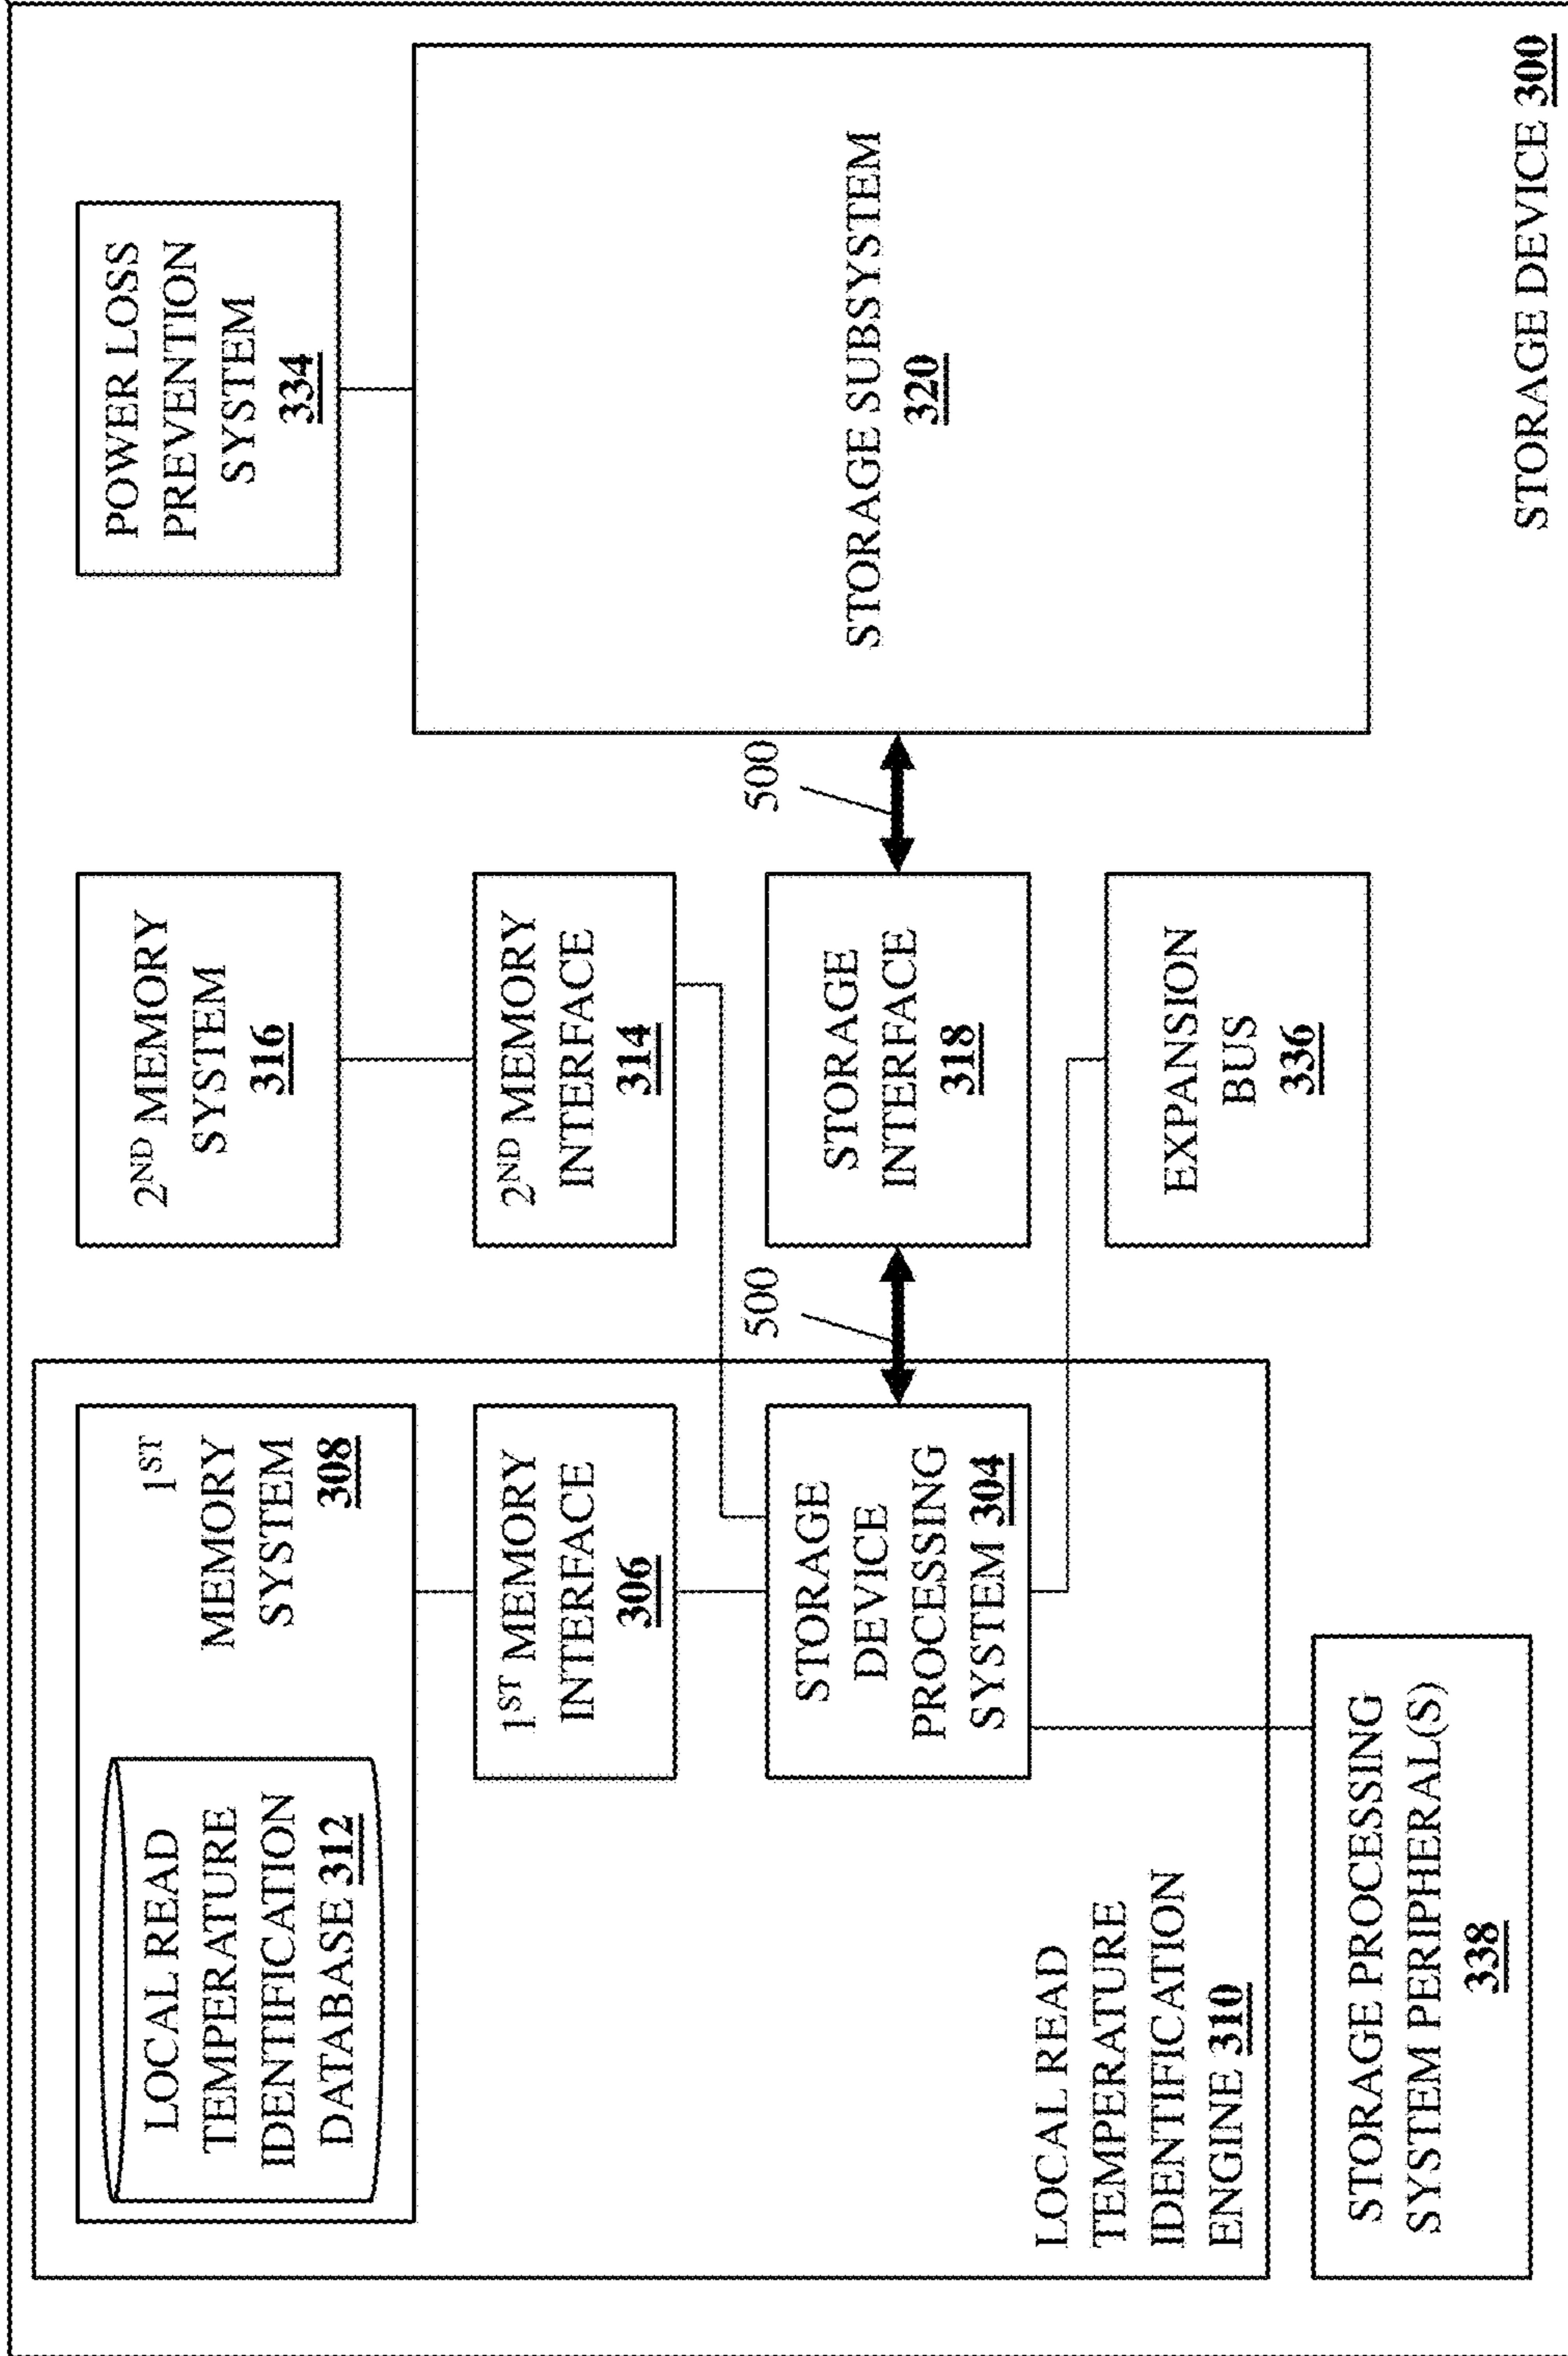 LOCAL READ
TEMPERATURE
IDENTIFICATION
DATABASE 312
1ST
MEMORY
SYSTEM
308
2ND MEMORY
SYSTEM
316
POWER LOSS
PREVENTION
SYSTEM
334
1ST MEMORY
INTERFACE
306
2ND MEMORY
INTERFACE
314
STORAGE
DEVICE
PROCESSING
SYSTEM 304
500
STORAGE
INTERFACE
318
500
STORAGE SUBSYSTEM
320
LOCAL READ
TEMPERATURE
IDENTIFICATION
ENGINE 310
EXPANSION
BUS
336
STORAGE PROCESSING
SYSTEM PERIPHERAL(S)
338
STORAGE DEVICE 300